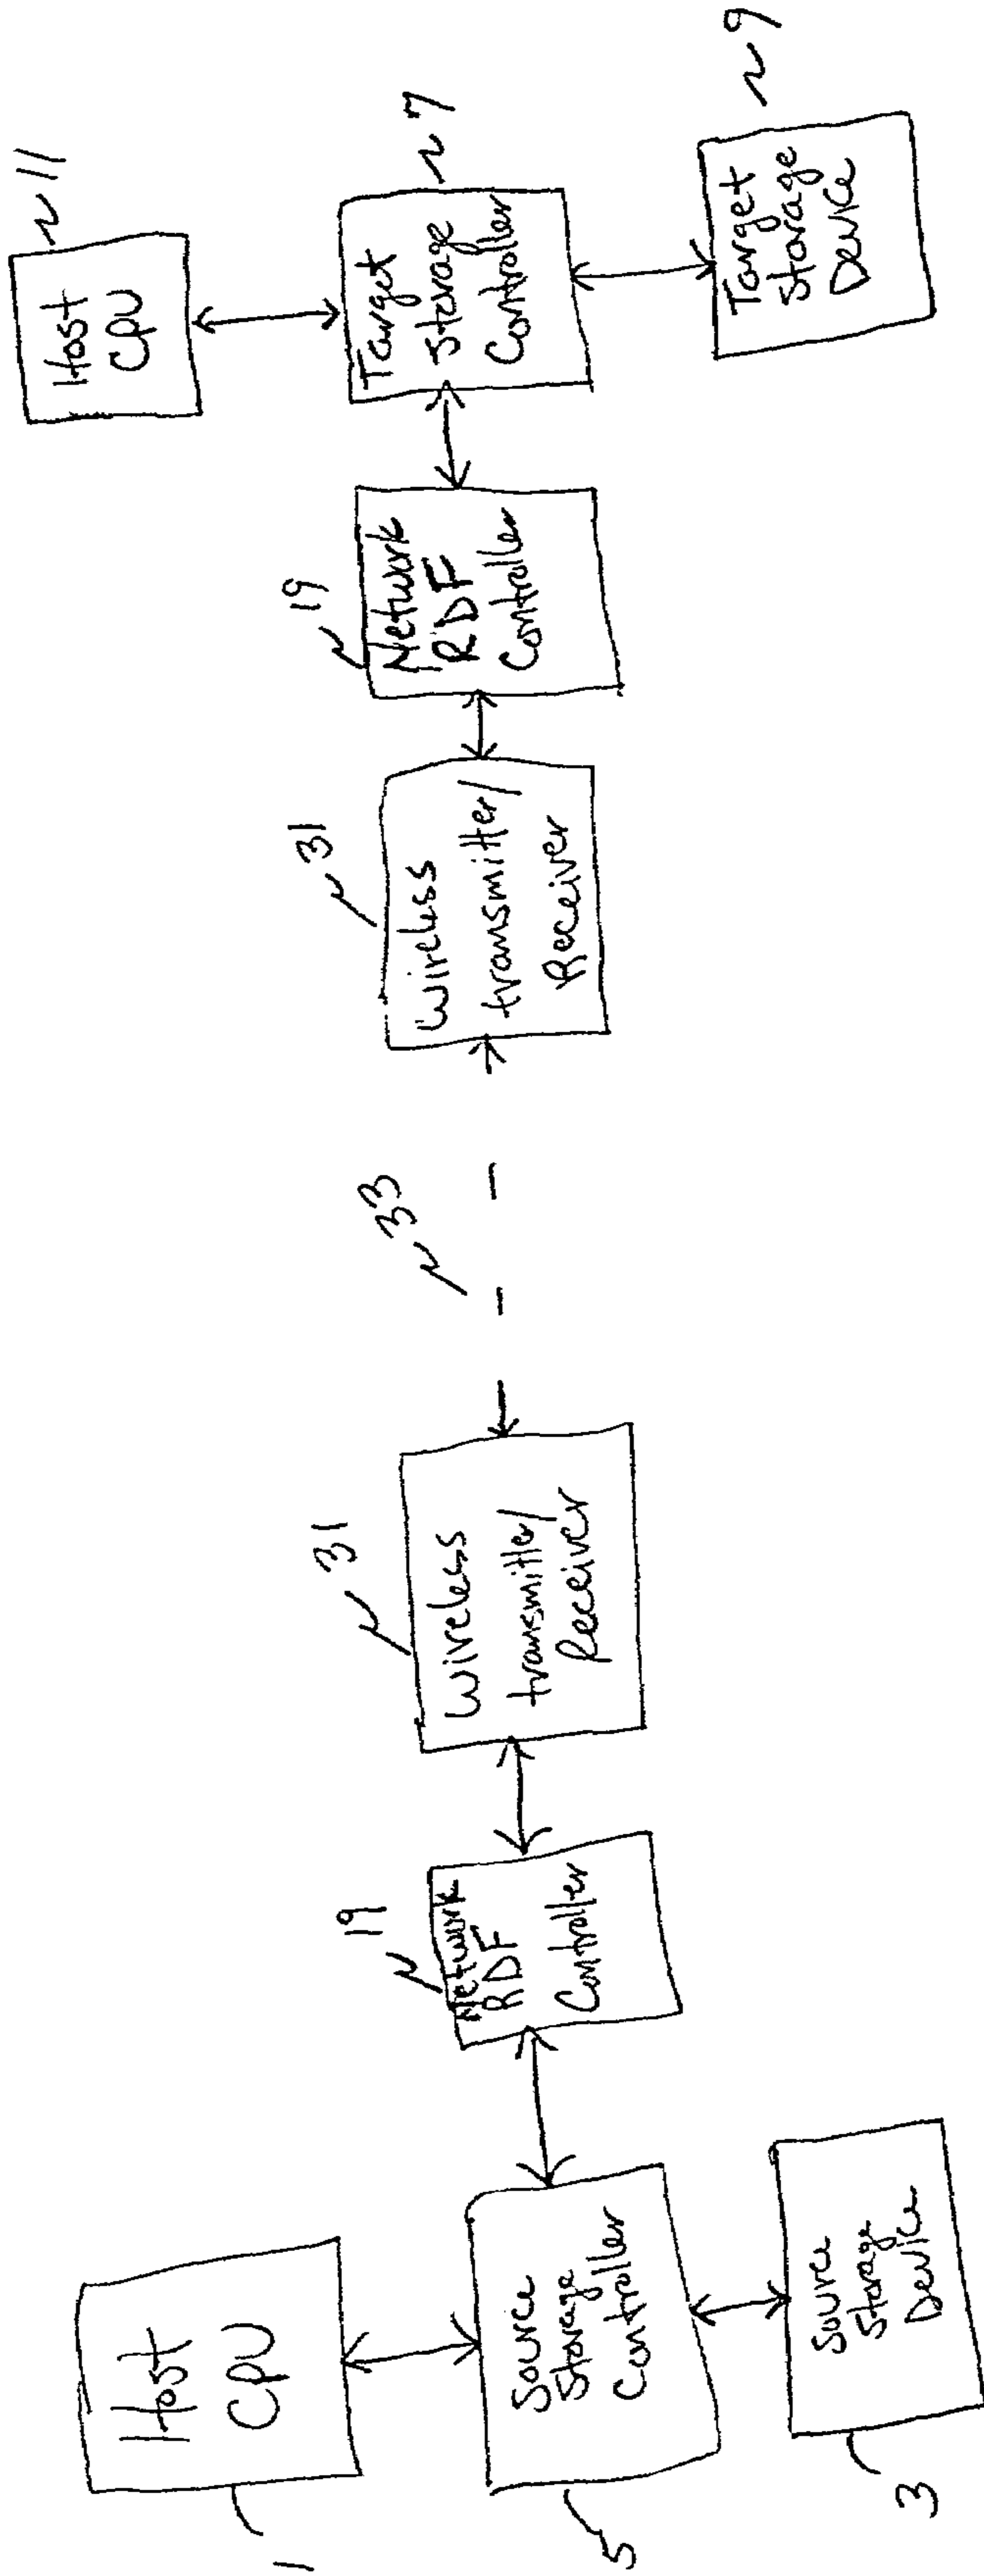 Host
CPU
1
Source
Storage
Controller
5
Source
Storage
Device
3
Network
RDF
Controller
19
Wireless
transmitter/
Receiver
31
33
Wireless
transmitter/
Receiver
31
Network
RDF
Controller
19
Host
CPU
11
Target
Storage
Controller
7
Target
Storage
Device
9